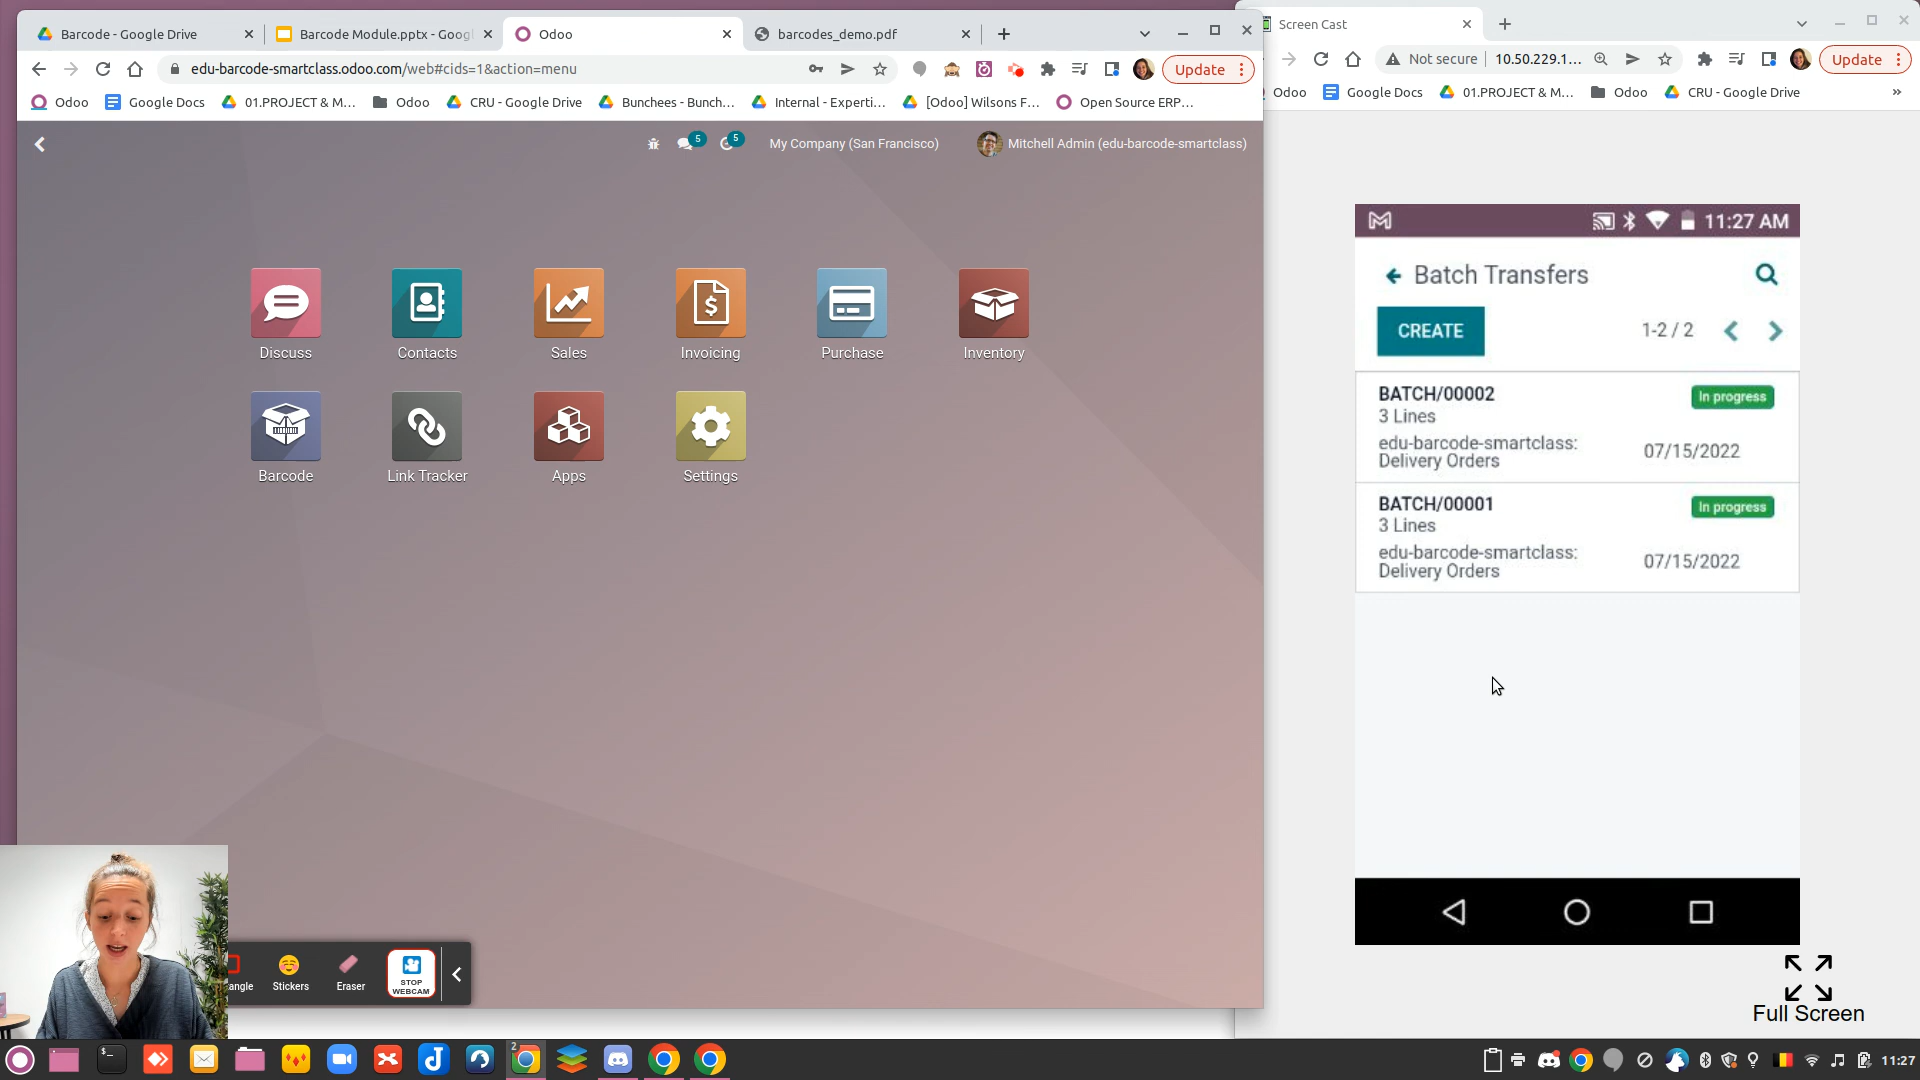 Barcode - Google Drive
Barcode Module.pptx - Goog
Odoo
barcodes_demo.pdf
edu-barcode-smartclass.odoo.com/web#cids=1&action=menu
Update
Odoo
Google Docs
01.PROJECT & M...
Odoo
CRU - Google Drive
Bunchees - Bunch...
Internal - Experti...
[Odoo] Wilsons F...
Open Source ERP...
5
5
My Company (San Francisco)
Mitchell Admin (edu-barcode-smartclass)
Discuss
Contacts
Sales
Invoicing
Purchase
Inventory
Barcode
Link Tracker
Apps
Settings
angle
Stickers
Eraser
STOP
WEBCAM
Screen Cast
Not secure
10.50.229.1...
Update
Odoo
Google Docs
01.PROJECT & M...
Odoo
CRU - Google Drive
»
11:27 AM
Batch Transfers
CREATE
1-2 / 2
BATCH/00002
In progress
3 Lines
edu-barcode-smartclass:
Delivery Orders
07/15/2022
BATCH/00001
In progress
3 Lines
edu-barcode-smartclass:
Delivery Orders
07/15/2022
Full Screen
2
11:27